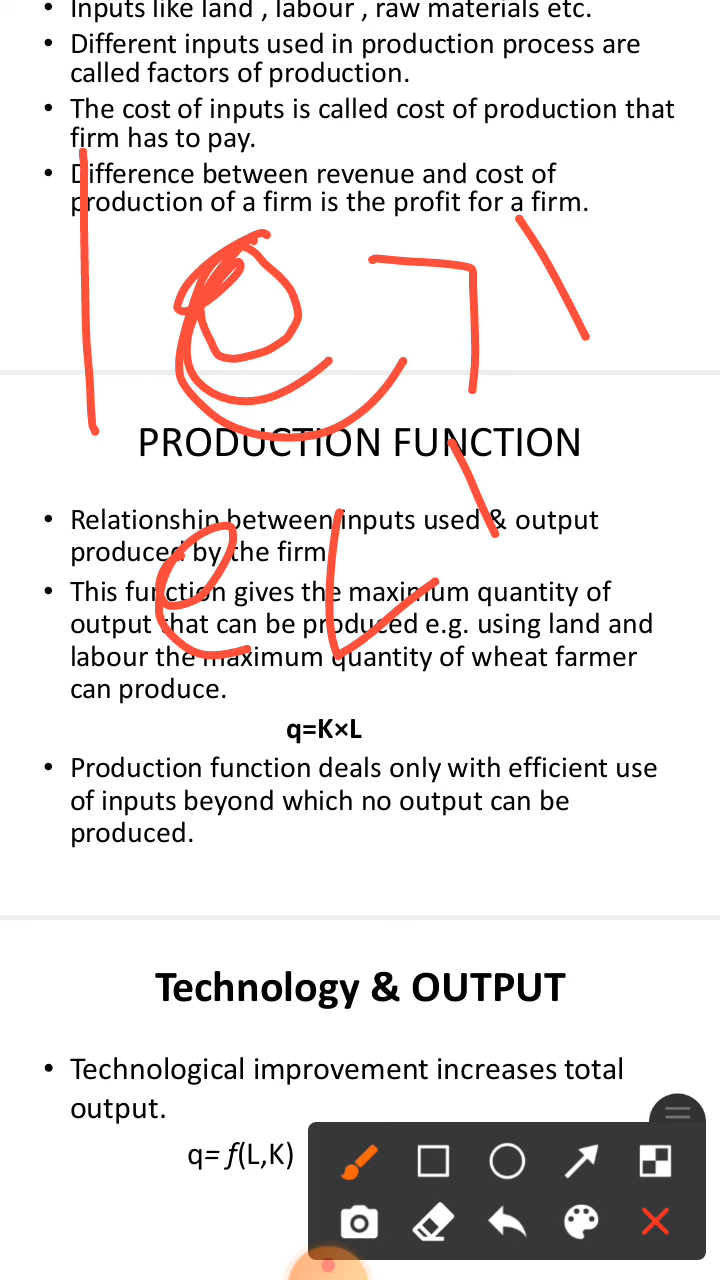 • Inputs like land , labour , raw materials etc.
• Different inputs used in production process are
called factors of production.
• The cost of inputs is called cost of production that
firm has to pay.
• Difference between revenue and cost of
production of a firm is the profit for a firm.
PRODUCTION FUNCTION
• Relationship between inputs used & output
produced by the firm
• This function gives the maximum quantity of
output that can be produced e.g. using land and
labour the maximum quantity of wheat farmer
can produce.
q=K×L
• Production function deals only with efficient use
of inputs beyond which no output can be
produced.
Technology & OUTPUT
• Technological improvement increases total
output.
q= f(L,K)